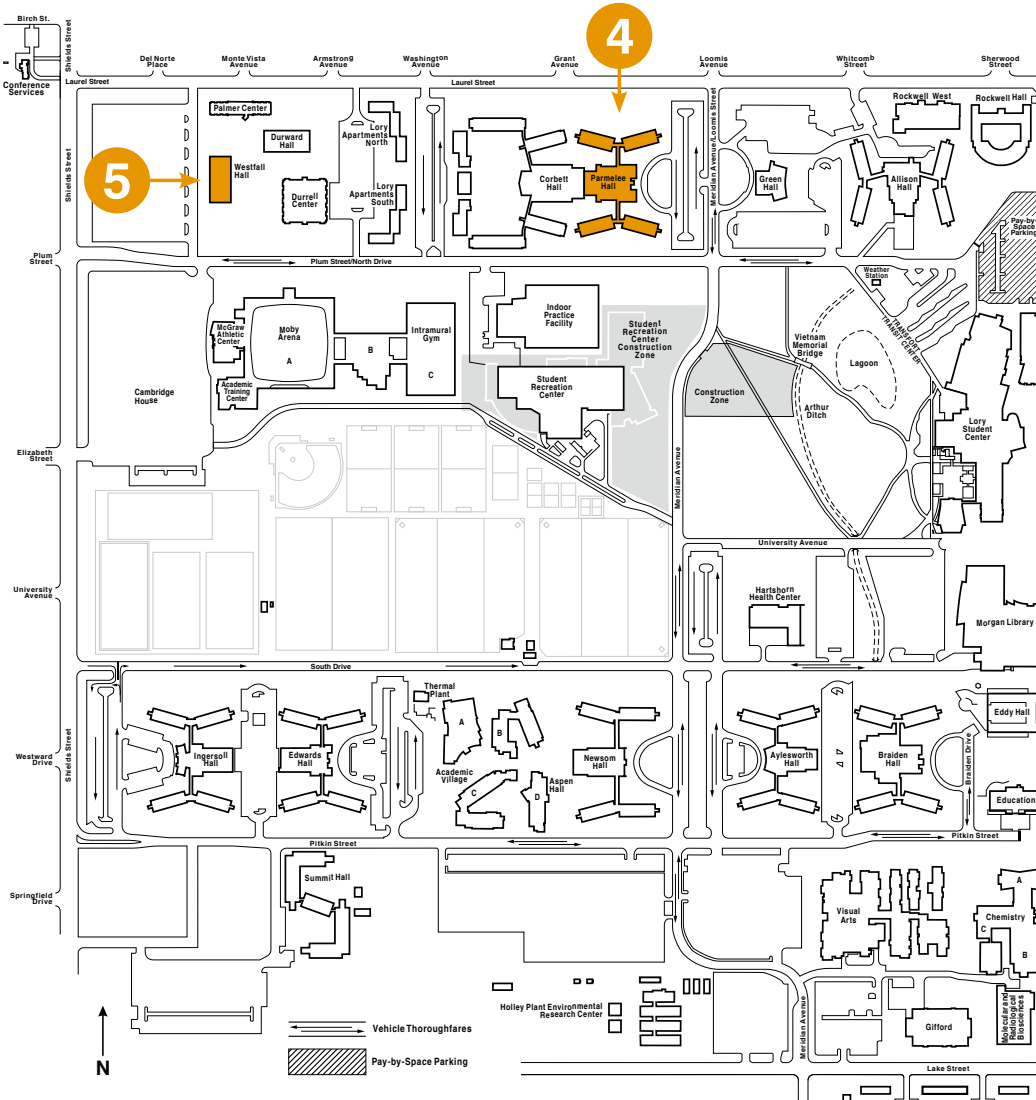 Birch St.
Conference
Services
Shields Street
4
Del Norte
Place
Monte Vista
Avenue
Armstrong
Avenue
Washington
Avenue
Grant
Avenue
Loomis
Avenue
Whitcomb
Street
Sherwood
Street
Laurel Street
Laurel Street
Palmer Center
Durward
Hall
Lory
Apartments
North
5
Westfall
Hall
Durrell
Center
Lory
Apartments
South
Shields Street
Corbett
Hall
Parmelee
Hall
Meridian Avenue/Loomis Street
Green
Hall
Rockwell West
Rockwell Hall
Allison
Hall
Pay-by-
Space
Parking
Plum
Street
Plum Street/North Drive
Weather
Station
TRANSFORT
TRANSIT CENTER
McGraw
Athletic
Center
Moby
Arena
A
B
Intramural
Gym
C
Academic
Training
Center
Cambridge
House
Indoor
Practice
Facility
Student
Recreation
Center
Construction
Zone
Student
Recreation
Center
Construction
Zone
Vietnam
Memorial
Bridge
Lagoon
Arthur
Ditch
Lory
Student
Center
Elizabeth
Street
Meridian Avenue
University Avenue
University
Avenue
Hartshorn
Health Center
Morgan Library
South Drive
Thermal
Plant
Westward
Drive
Shields Street
Ingersoll
Hall
Edwards
Hall
A
B
Academic
Village
C
D
Aspen
Hall
Newsom
Hall
Aylesworth
Hall
Braiden
Hall
Braiden Drive
Eddy Hall
Education
Pitkin Street
Pitkin Street
Springfield
Drive
Summit Hall
Visual
Arts
A
Chemistry
C
B
Holley Plant Environmental
Research Center
Meridian Avenue
Gifford
Molecular and
Radiological
Biosciences
Lake Street
N
Vehicle Thoroughfares
Pay-by-Space Parking